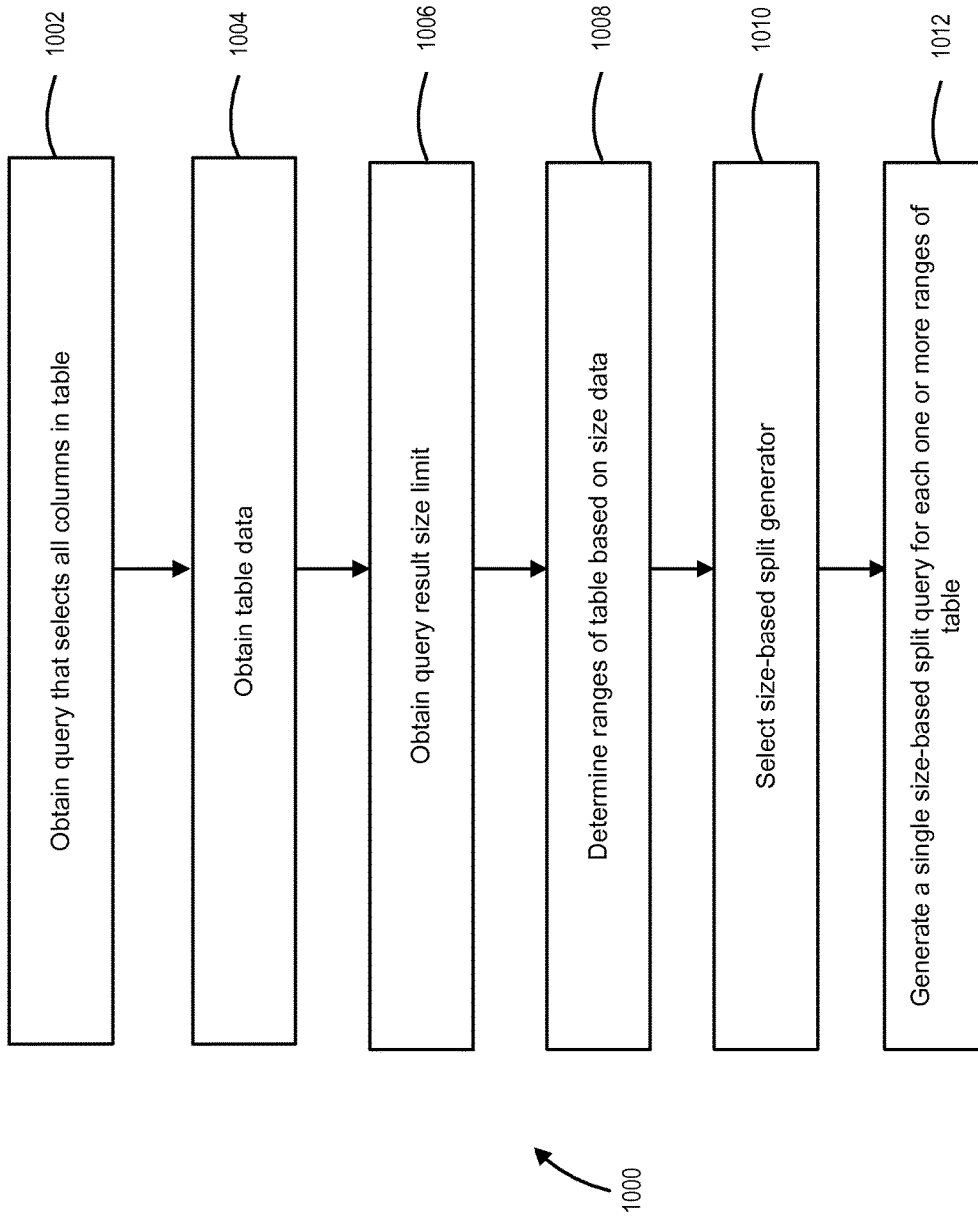 1002
Obtain query that selects all columns in table
1004
Obtain table data
1006
Obtain query result size limit
1008
Determine ranges of table based on size data
1010
Select size-based split generator
1012
Generate a single size-based split query for each one or more ranges of
table
1000